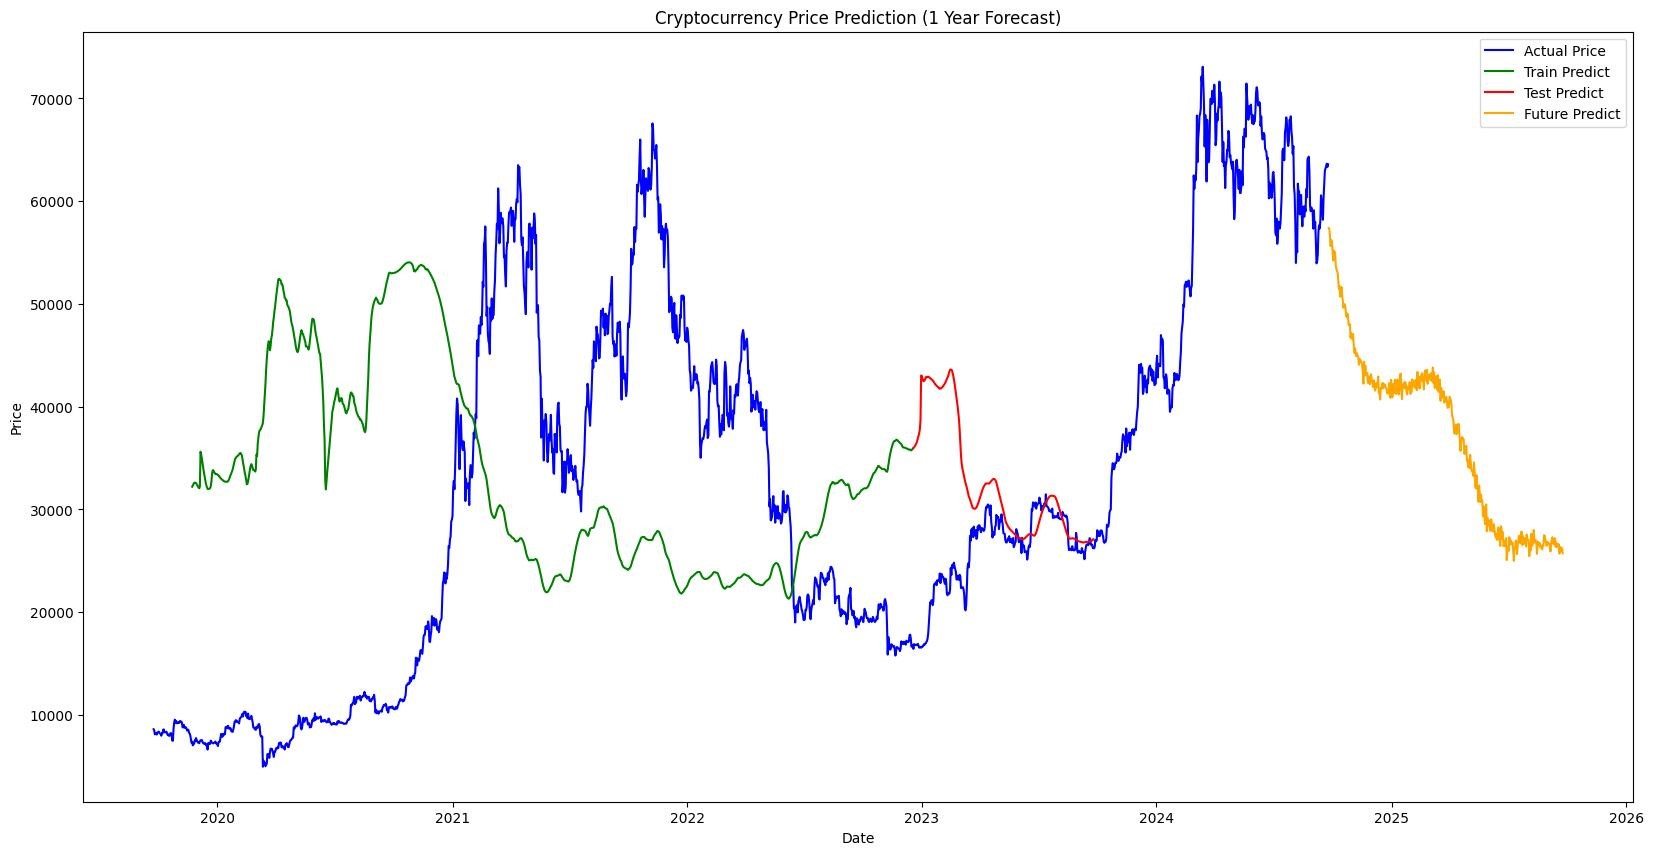 Cryptocurrency Price Prediction (1 Year Forecast)
Actual Price
Train Predict
Test Predict
Future Predict
Price
70000
60000
50000
40000
30000
20000
10000
2020 2021 2022 2023 2024 2025 2026
Date